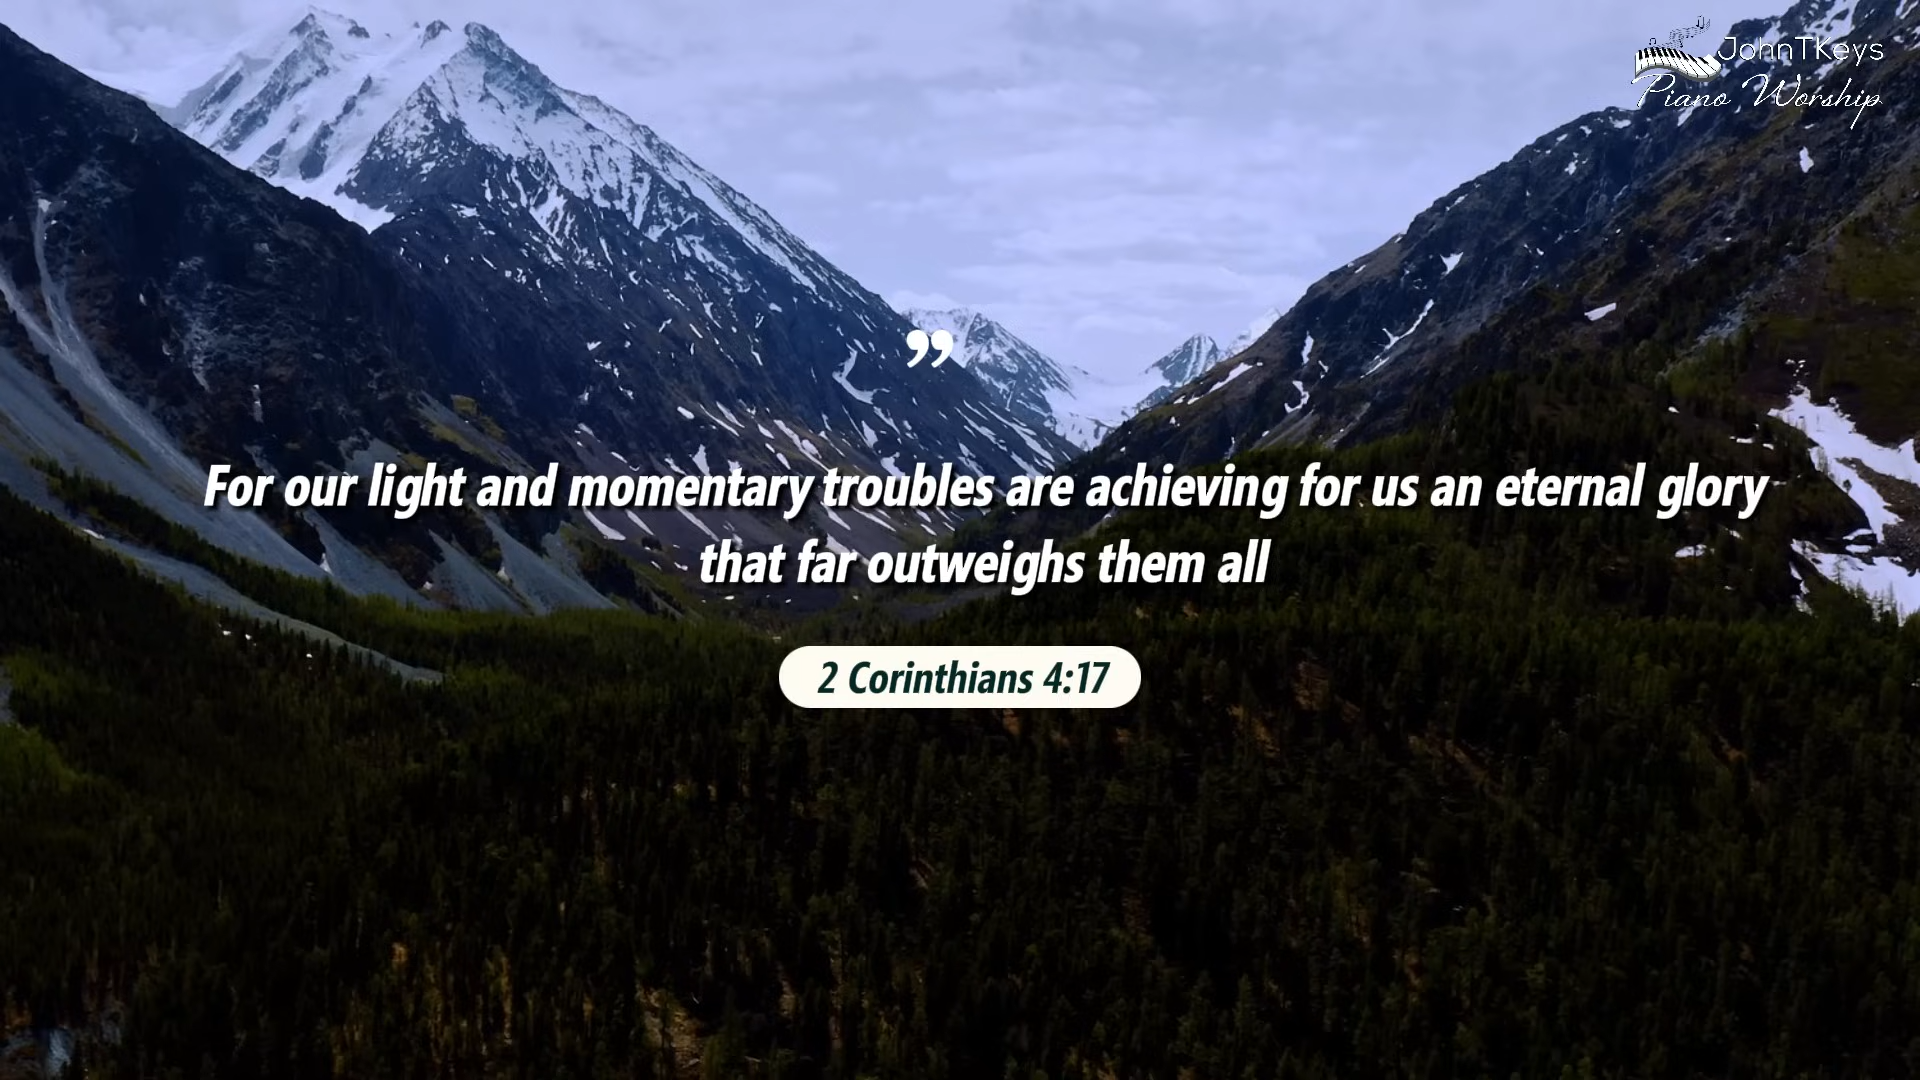 JohnTKeys
Piano Worship
”
For our light and momentary troubles are achieving for us an eternal glory
that far outweighs them all
2 Corinthians 4:17